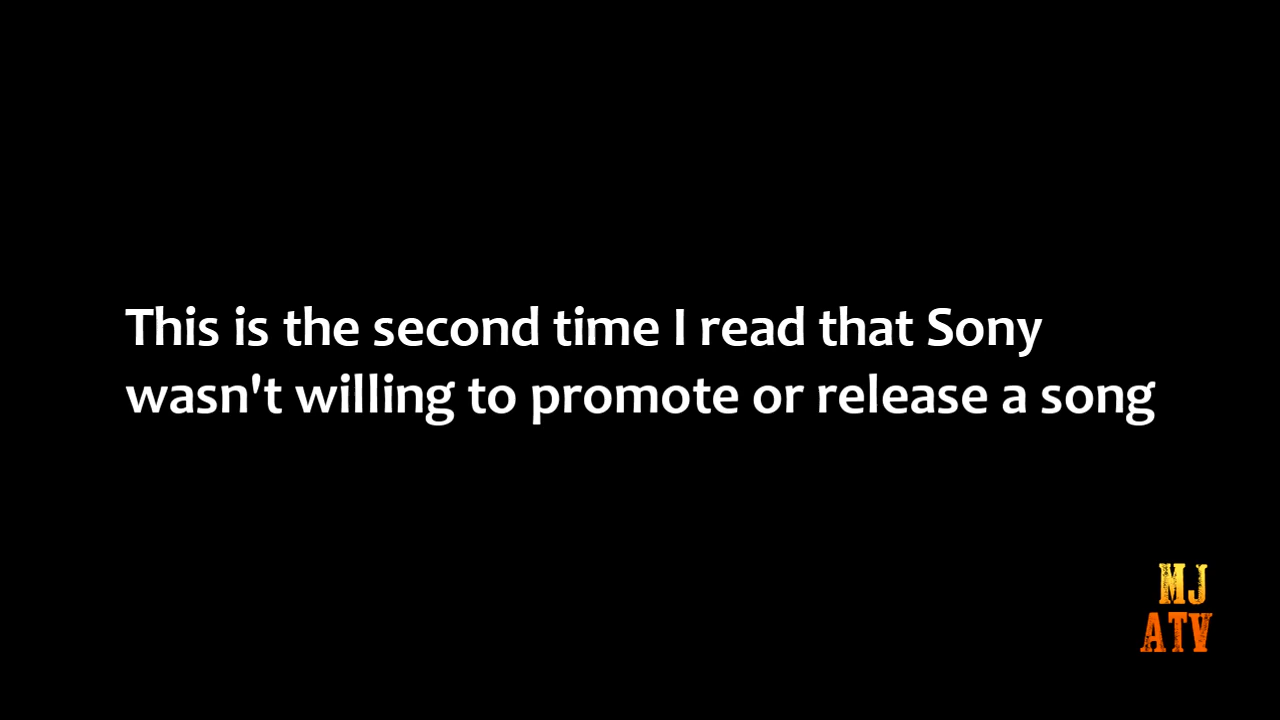 This is the second time I read that Sony
wasn't willing to promote or release a song
MJ
ATV